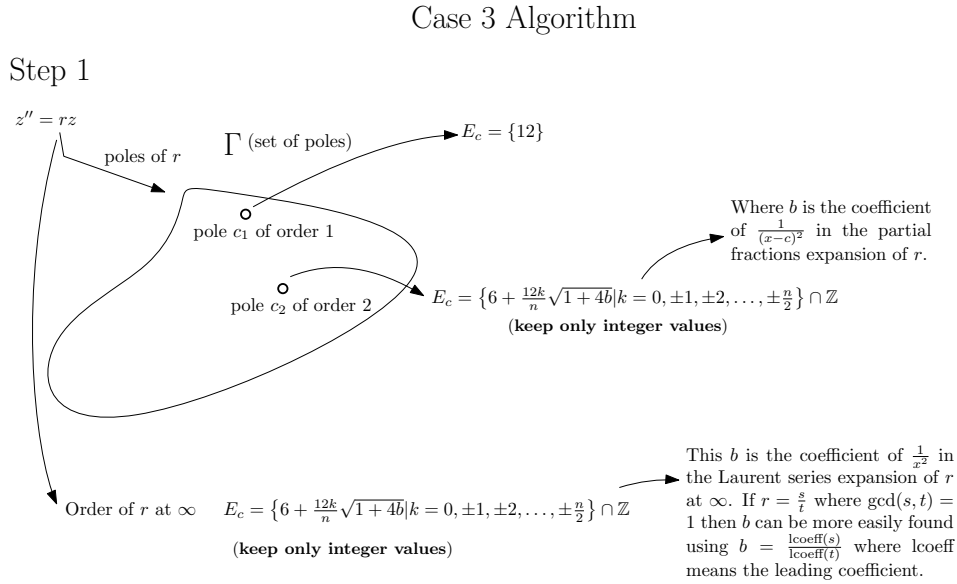 Case 3 Algorithm
Step 1
z″ = rz
poles of r
Γ (set of poles)
E_c = {12}
pole c₁ of order 1
Where b is the coefficient
of 1/(x−c)² in the partial
fractions expansion of r.
pole c₂ of order 2
E_c = {6 + 12k/n √(1 + 4b)|k = 0, ±1, ±2, …, ±n/2} ∩ ℤ
(keep only integer values)
Order of r at ∞
E_c = {6 + 12k/n √(1 + 4b)|k = 0, ±1, ±2, …, ±n/2} ∩ ℤ
(keep only integer values)
This b is the coefficient of 1/x² in
the Laurent series expansion of r
at ∞. If r = s/t where gcd(s, t) =
1 then b can be more easily found
using b = lcoeff(s)/lcoeff(t) where lcoeff
means the leading coefficient.